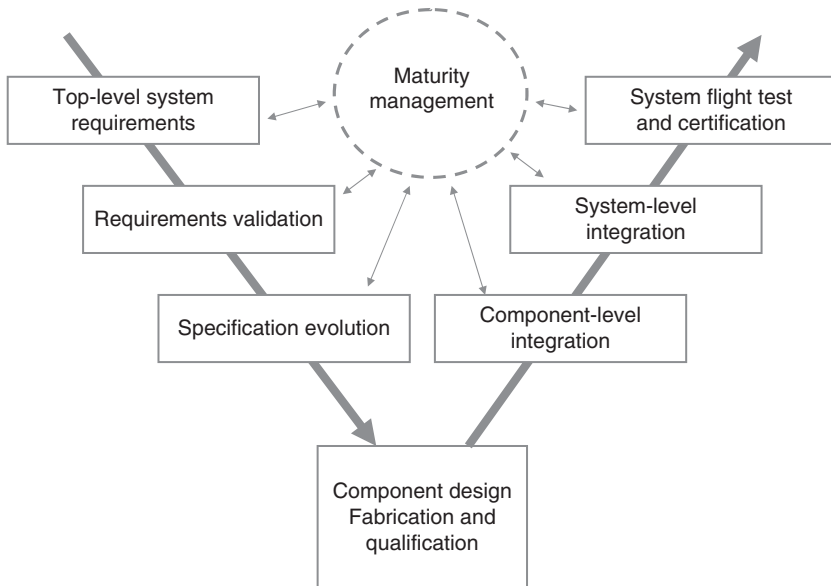 Maturity
management
Top-level system
requirements
System flight test
and certification
Requirements validation
System-level
integration
Specification evolution
Component-level
integration
Component design
Fabrication and
qualification